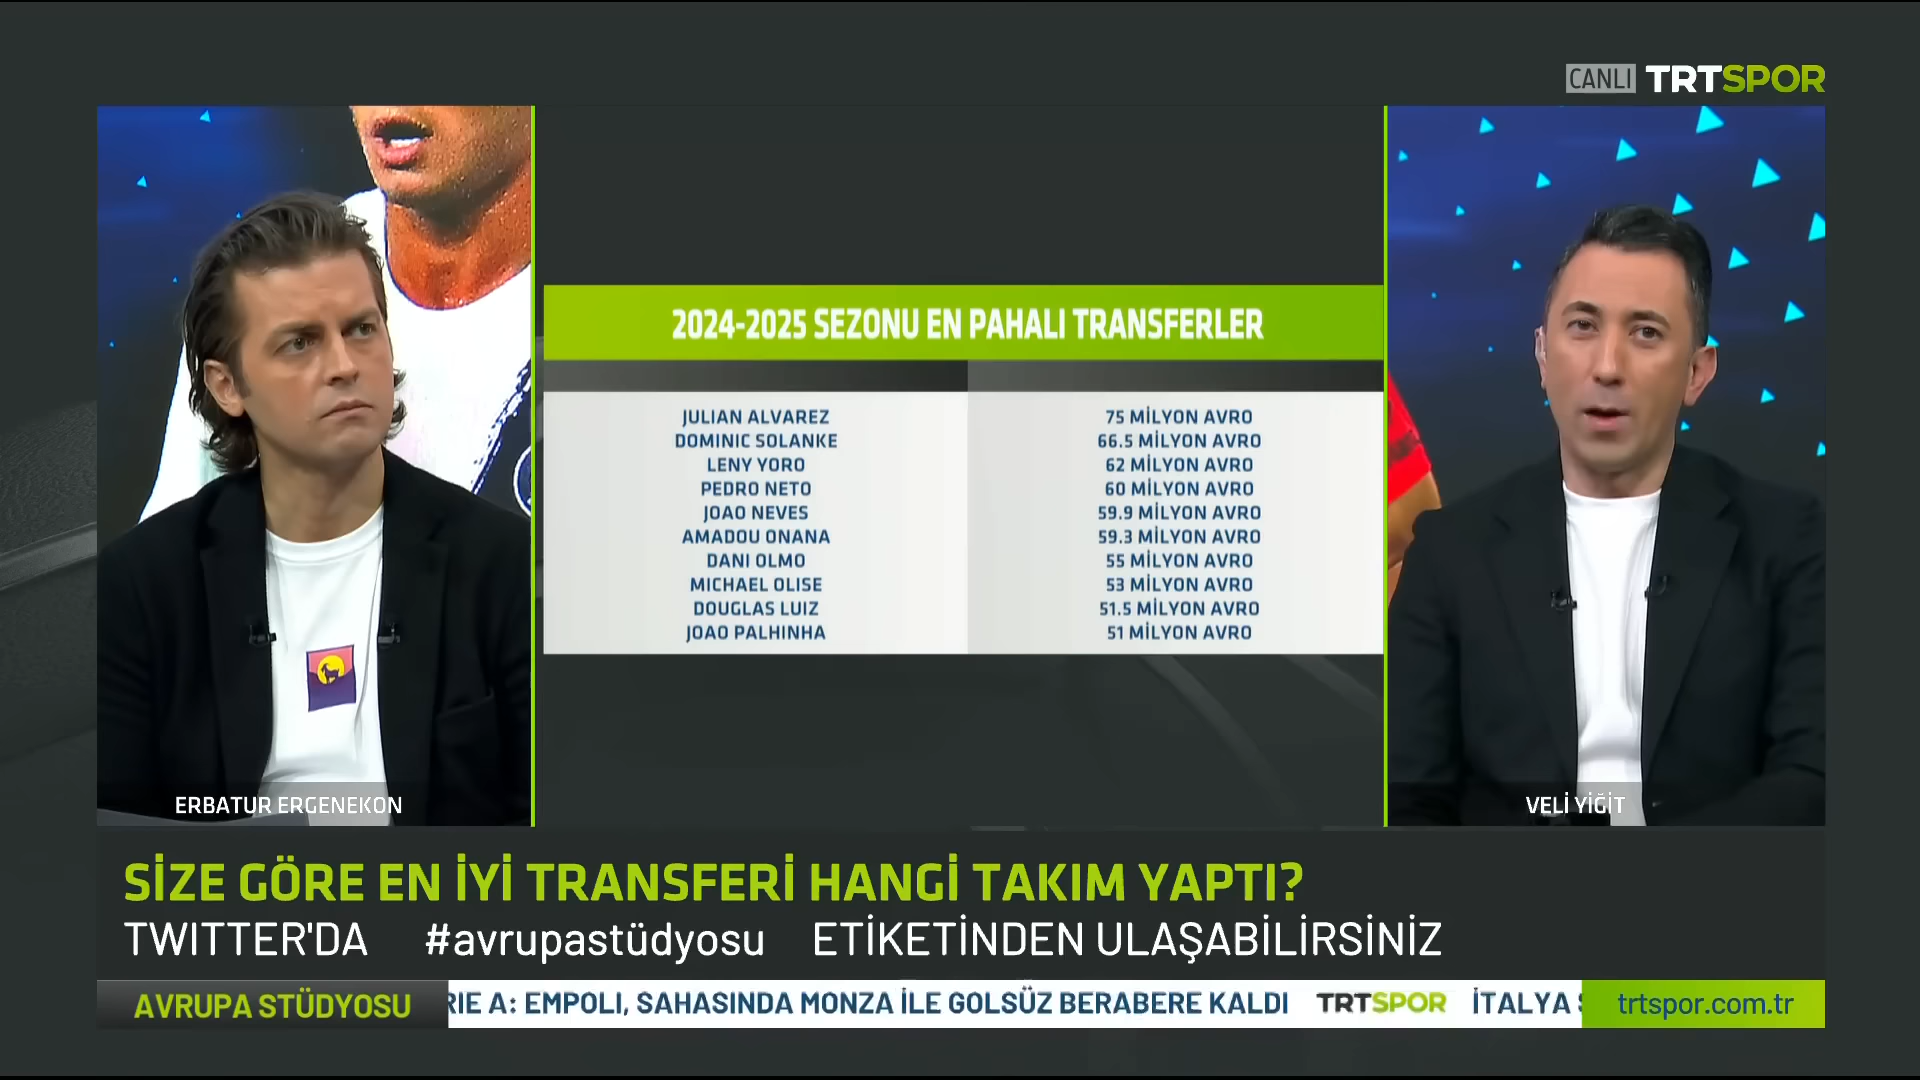 CANLI TRTSPOR
2024-2025 SEZONU EN PAHALI TRANSFERLER
JULIAN ALVAREZ 75 MİLYON AVRO
DOMINIC SOLANKE 66.5 MİLYON AVRO
LENY YORO 62 MİLYON AVRO
PEDRO NETO 60 MİLYON AVRO
JOAO NEVES 59.9 MİLYON AVRO
AMADOU ONANA 59.3 MİLYON AVRO
DANI OLMO 55 MİLYON AVRO
MICHAEL OLISE 53 MİLYON AVRO
DOUGLAS LUIZ 51.5 MİLYON AVRO
JOAO PALHINHA 51 MİLYON AVRO
ERBATUR ERGENEKON
VELİ YİĞİT
SİZE GÖRE EN İYİ TRANSFERİ HANGİ TAKIM YAPTI?
TWITTER'DA #avrupastüdyosu ETİKETİNDEN ULAŞABİLİRSİNİZ
AVRUPA STÜDYOSU RIE A: EMPOLI, SAHASINDA MONZA İLE GOLSÜZ BERABERE KALDI TRTSPOR İTALYA trtspor.com.tr